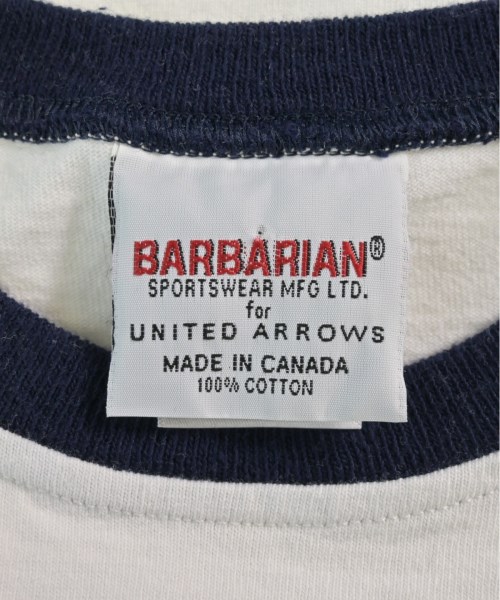 BARBARIAN®
SPORTSWEAR MFG LTD.
for
UNITED ARROWS
MADE IN CANADA
100% COTTON